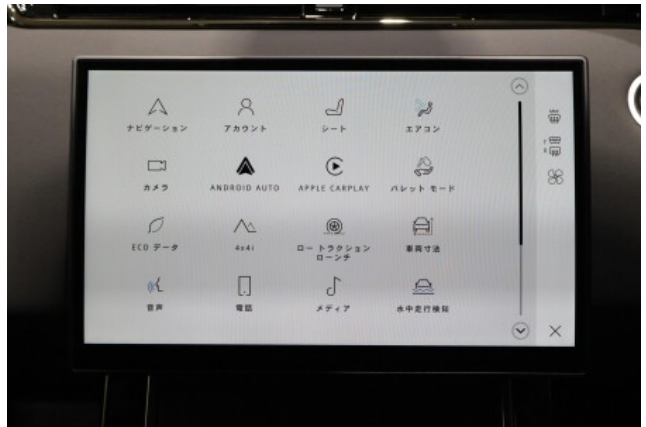 ナビゲーション
アカウント
シート
エアコン
カメラ
ANDROID AUTO
APPLE CARPLAY
バレット モード
ECO データ
4x4i
ロー トラクション
ローンチ
車両寸法
音声
電話
メディア
水中走行検知
F
R